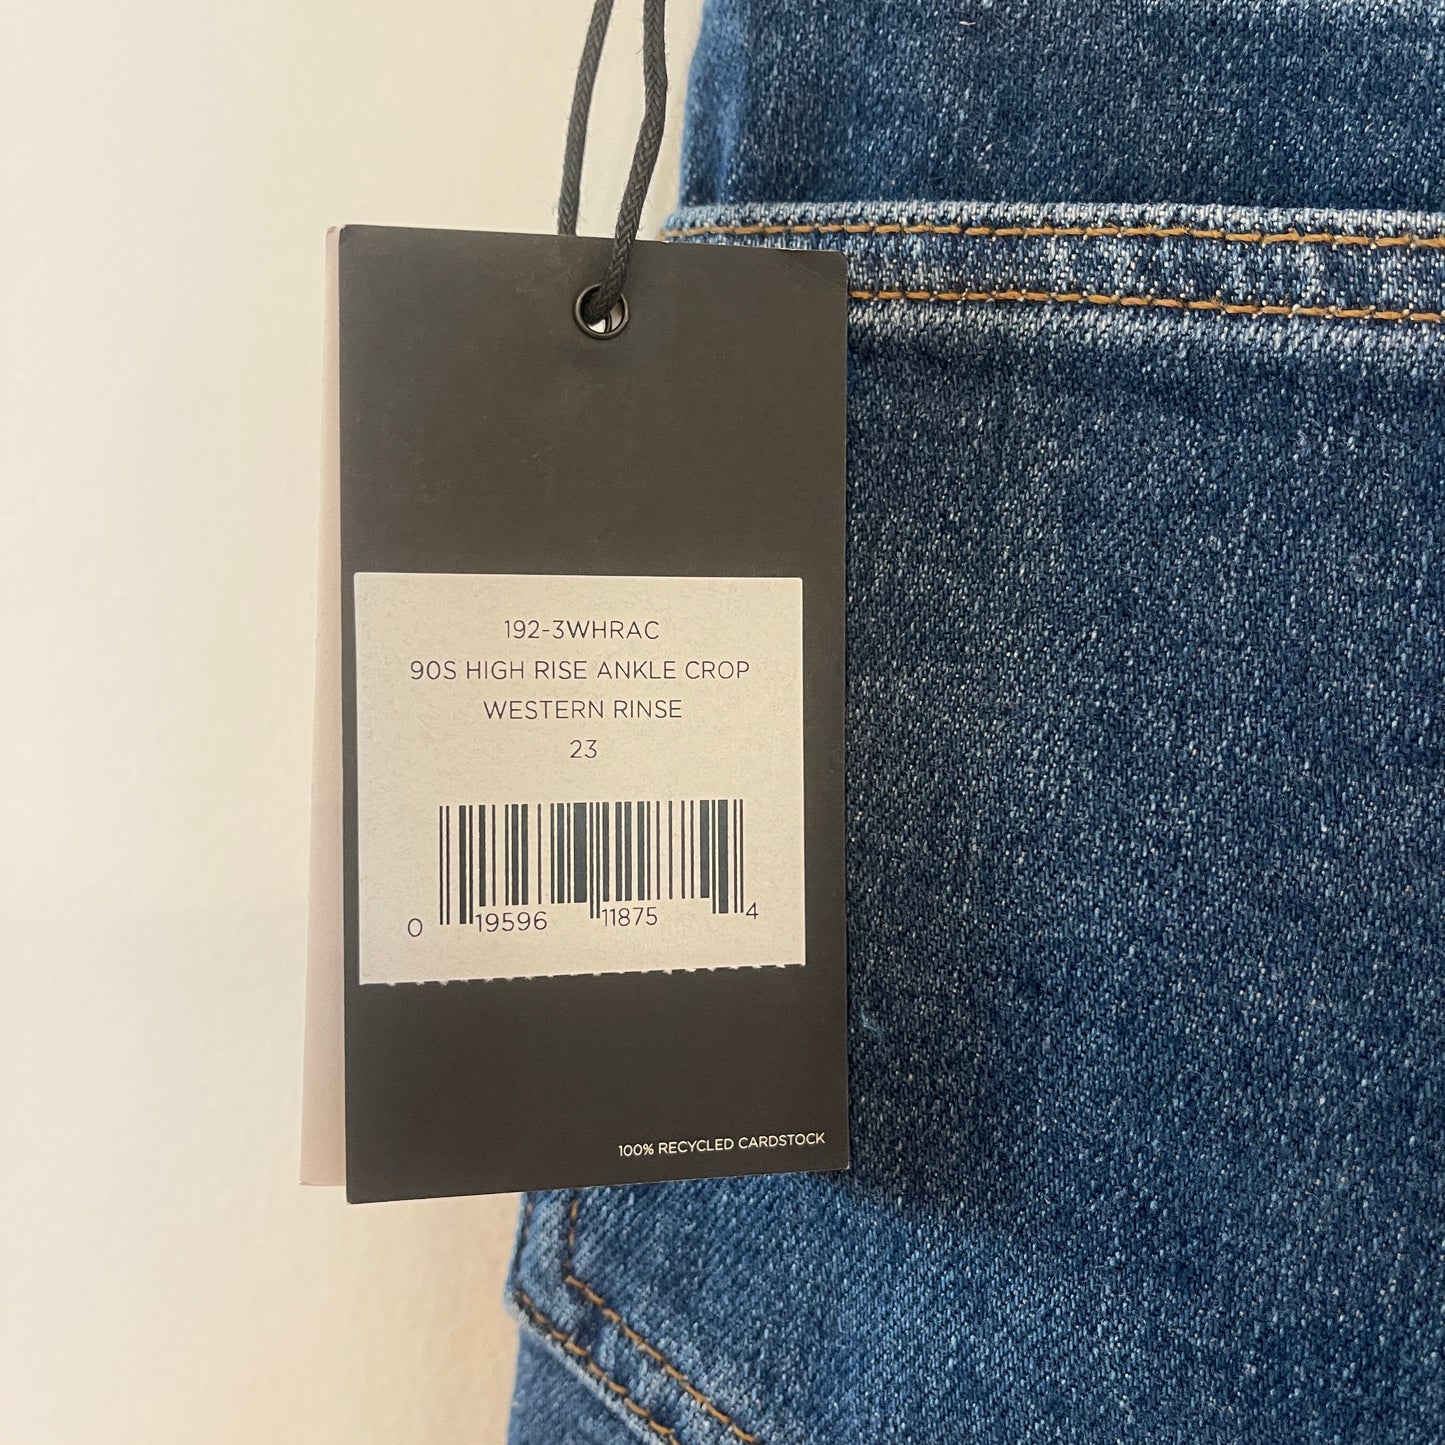 192-3WHRAC
90S HIGH RISE ANKLE CROP
WESTERN RINSE
23
0 19596 11875 4
100% RECYCLED CARDSTOCK